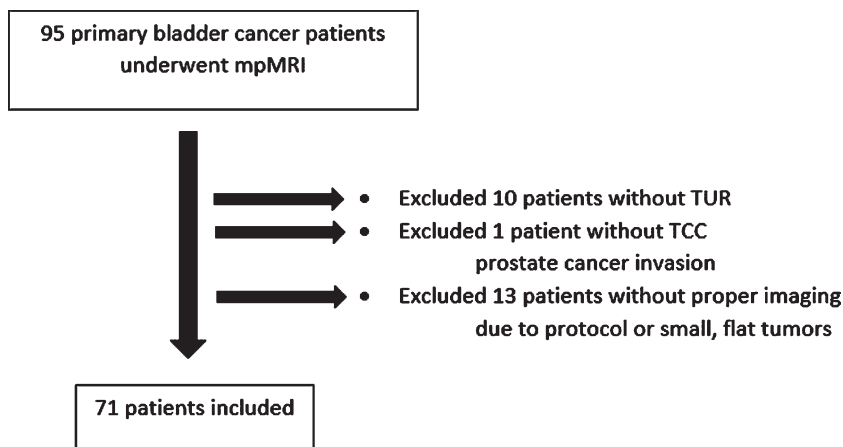 95 primary bladder cancer patients
underwent mpMRI
• Excluded 10 patients without TUR
• Excluded 1 patient without TCC
prostate cancer invasion
• Excluded 13 patients without proper imaging
due to protocol or small, flat tumors
71 patients included